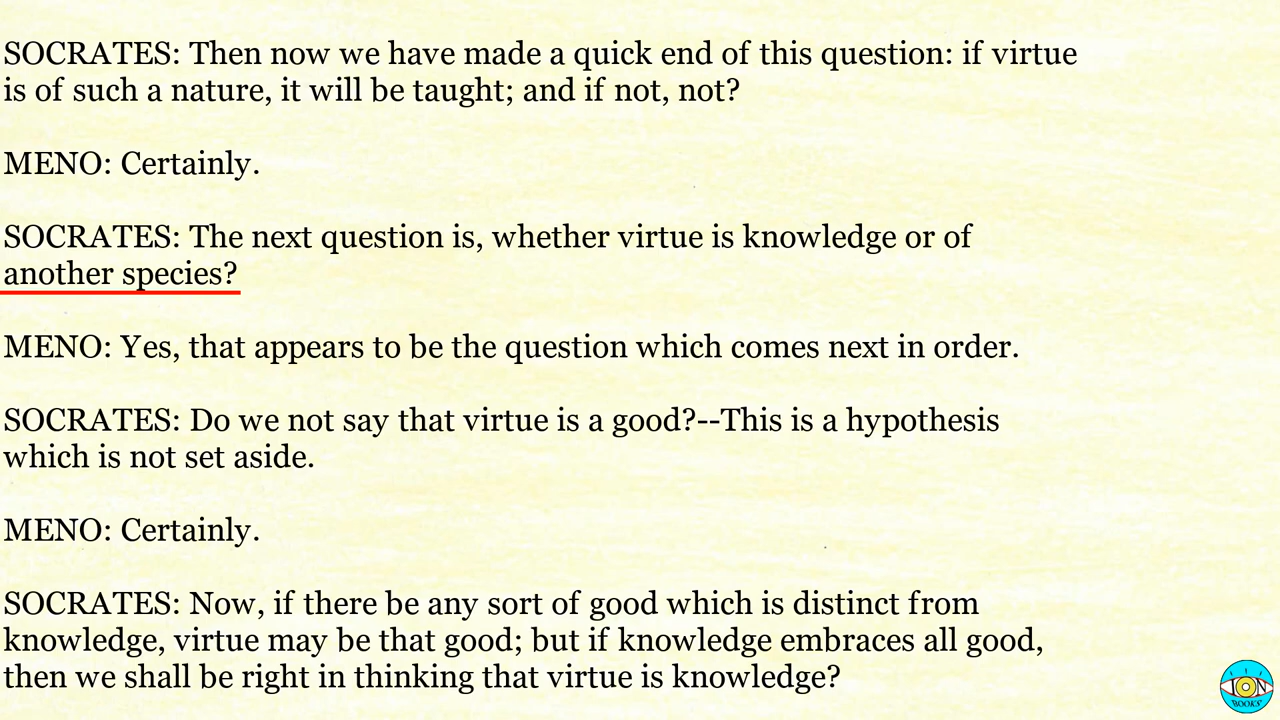 SOCRATES: Then now we have made a quick end of this question: if virtue
is of such a nature, it will be taught; and if not, not?
MENO: Certainly.
SOCRATES: The next question is, whether virtue is knowledge or of
another species?
MENO: Yes, that appears to be the question which comes next in order.
SOCRATES: Do we not say that virtue is a good?--This is a hypothesis
which is not set aside.
MENO: Certainly.
SOCRATES: Now, if there be any sort of good which is distinct from
knowledge, virtue may be that good; but if knowledge embraces all good,
then we shall be right in thinking that virtue is knowledge?
ION
BOOKS